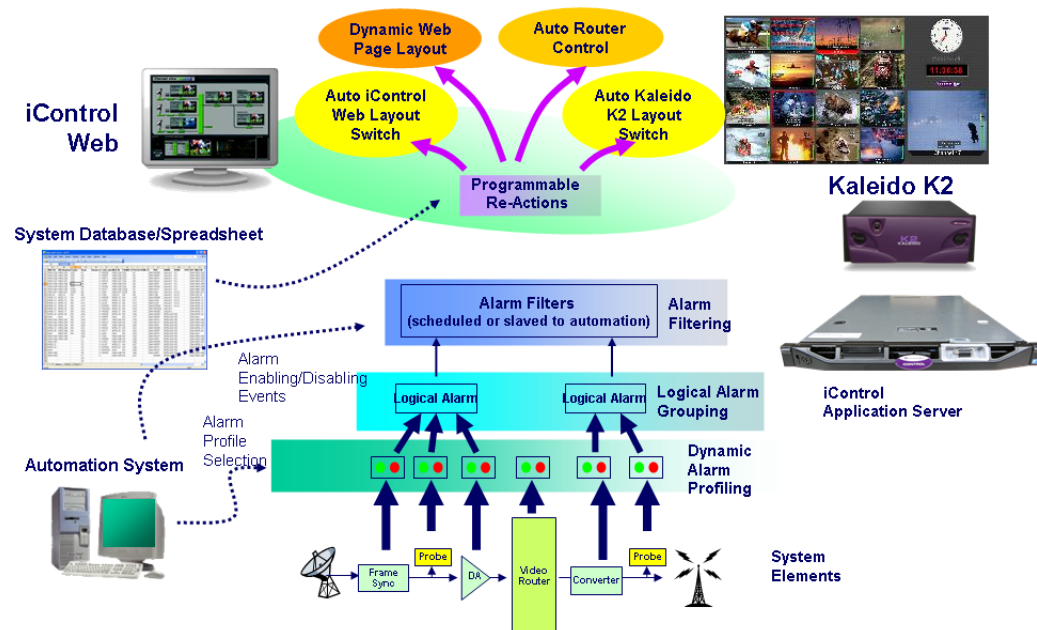 Dynamic Web
Page Layout
Auto Router
Control
iControl
Web
Auto iControl
Web Layout
Switch
Auto Kaleido
K2 Layout
Switch
Programmable
Re-Actions
Kaleido K2
K2
KALEIDO
System Database/Spreadsheet
Alarm Filters
(scheduled or slaved to automation)
Alarm
Filtering
Alarm
Enabling/Disabling
Events
Logical Alarm
Logical Alarm
Logical Alarm
Grouping
iControl
Application Server
Alarm
Profile
Selection
Automation System
Dynamic
Alarm
Profiling
Frame
Sync
Probe
DA
Video
Router
Converter
Probe
System
Elements